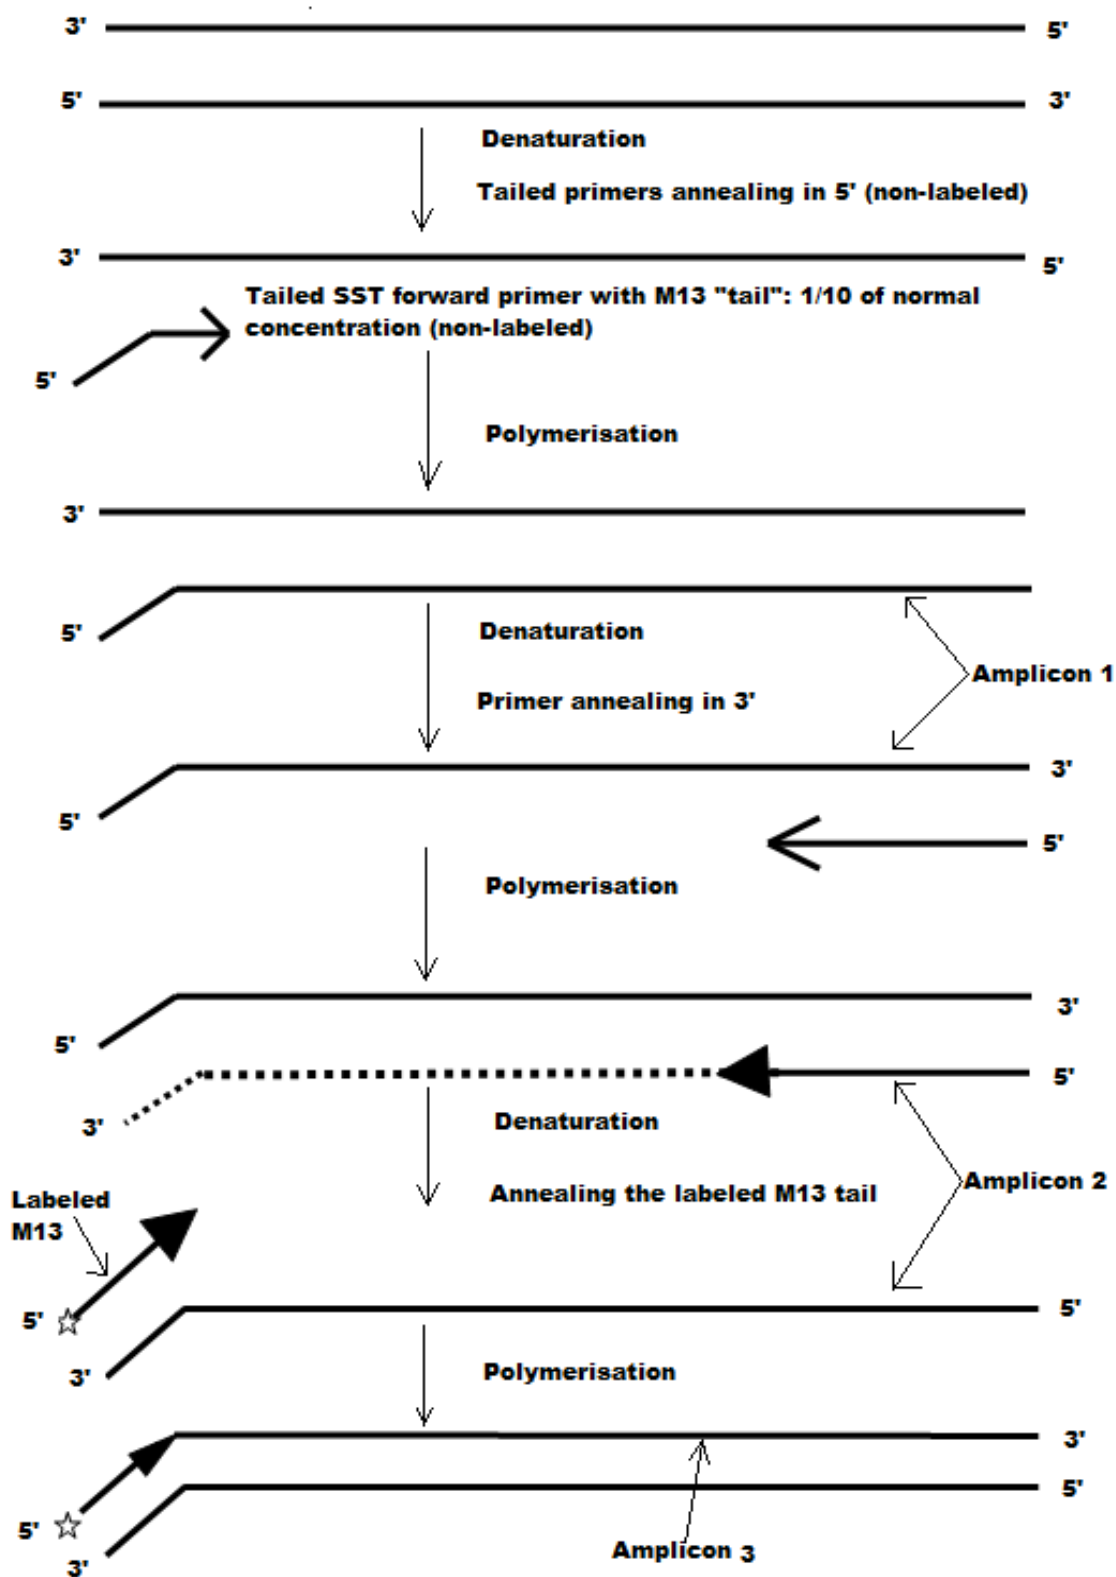 3'
5'
5'
3'
Denaturation
Tailed primers annealing in 5' (non-labeled)
3'
5'
Tailed SST forward primer with M13 "tail": 1/10 of normal
concentration (non-labeled)
5'
Polymerisation
3'
5'
Denaturation
Amplicon 1
Primer annealing in 3'
3'
5'
5'
Polymerisation
3'
5'
5'
3'
Denaturation
Amplicon 2
Annealing the labeled M13 tail
Labeled
M13
5'
5'
3'
Polymerisation
3'
5'
5'
Amplicon 3
3'